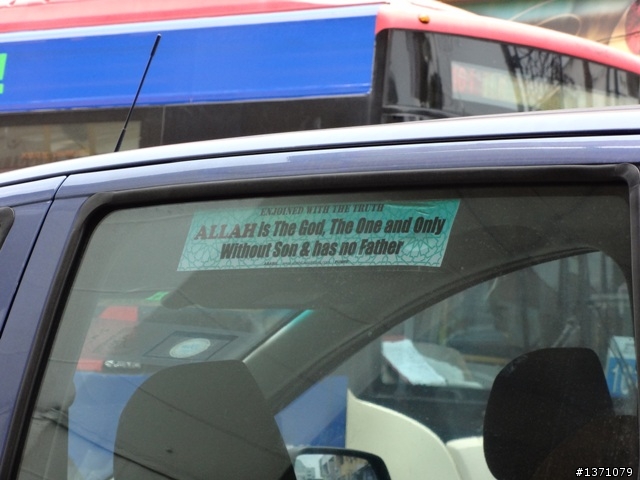 ENJOINED WITH THE TRUTH
ALLAH Is The God, The One and Only
Without Son & has no Father
#1371079